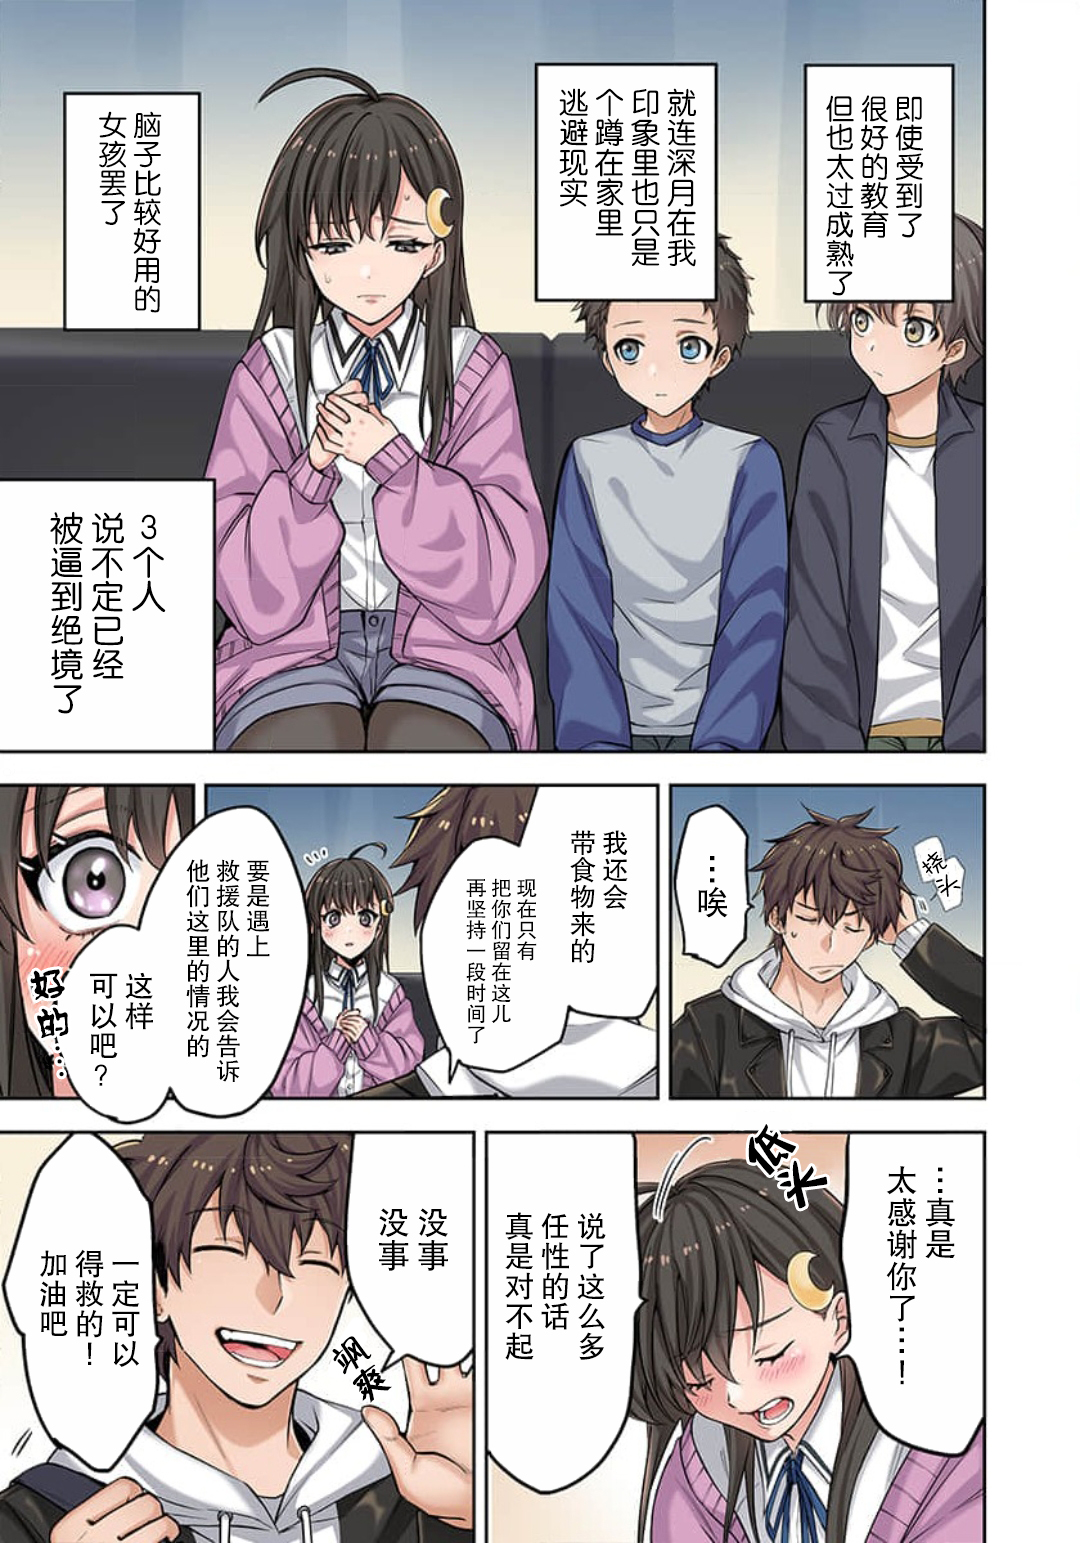 即使受到了
很好的教育
但也太过成熟了
就连深月在我
印象里也只是
个蹲在家里
逃避现实
脑子比较好用的
女孩罢了
3个人
说不定已经
被逼到绝境了
…唉
挠头
我还会
带食物来的
现在只有
把你们留在这儿
再坚持一段时间了
要是遇上
救援队的人我会告诉
他们这里的情况的
这样
可以吧?
好…
的……
…真是
太感谢你了…!
低头
说了这么多
任性的话
真是对不起
没事
没事
飒爽
一定可以
得救的!
加油吧